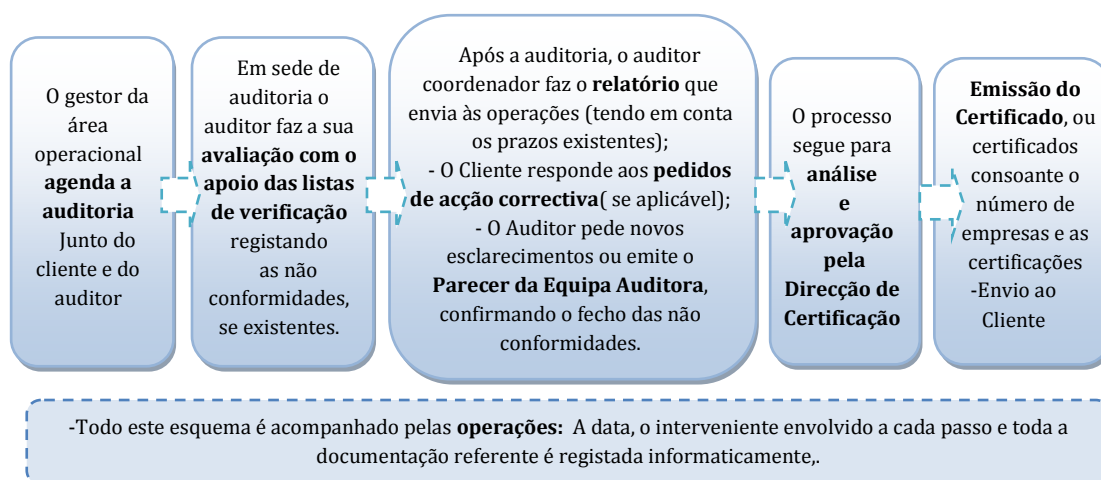 O gestor da
área
operacional
agenda a
auditoria
Junto do
cliente e do
auditor
Em sede de
auditoria o
auditor faz a sua
avaliação com o
apoio das listas
de verificação
registando
as não
conformidades,
se existentes.
Após a auditoria, o auditor
coordenador faz o relatório que
envia às operações (tendo em conta
os prazos existentes);
- O Cliente responde aos pedidos
de acção correctiva( se aplicável);
- O Auditor pede novos
esclarecimentos ou emite o
Parecer da Equipa Auditora,
confirmando o fecho das não
conformidades.
O processo
segue para
análise
e
aprovação
pela
Direcção de
Certificação
Emissão do
Certificado, ou
certificados
consoante o
número de
empresas e as
certificações
-Envio ao
Cliente
-Todo este esquema é acompanhado pelas operações: A data, o interveniente envolvido a cada passo e toda a
documentação referente é registada informaticamente,.